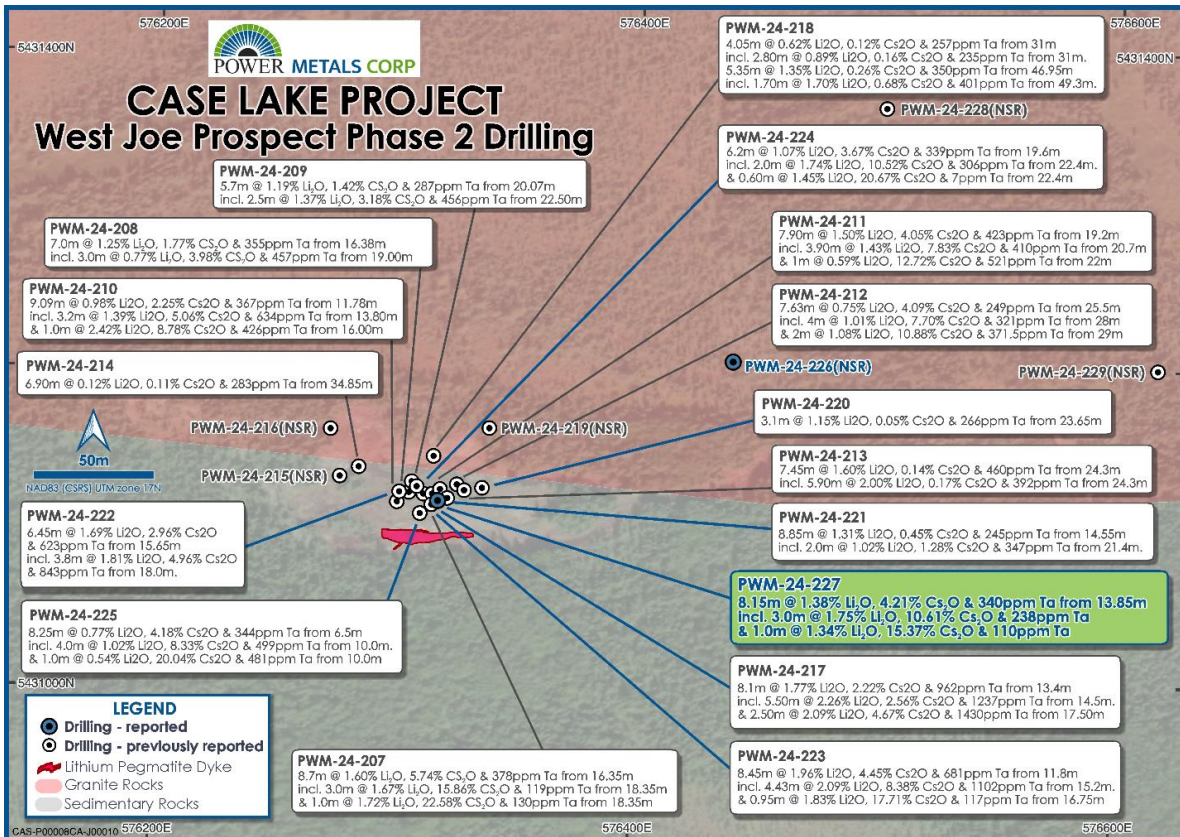 576200E
576400E
576600E
5431400N
5431400N
POWER METALS CORP
CASE LAKE PROJECT
West Joe Prospect Phase 2 Drilling
PWM-24-218
4.05m @ 0.62% Li2O, 0.12% Cs2O & 257ppm Ta from 31m
incl. 2.80m @ 0.89% Li2O, 0.16% Cs2O & 235ppm Ta from 31m.
5.35m @ 1.35% Li2O, 0.26% Cs2O & 350ppm Ta from 46.95m
incl. 1.70m @ 1.70% Li2O, 0.68% Cs2O & 401ppm Ta from 49.3m.
PWM-24-228(NSR)
PWM-24-224
6.2m @ 1.07% Li2O, 3.67% Cs2O & 339ppm Ta from 19.6m
incl. 2.0m @ 1.74% Li2O, 10.52% Cs2O & 306ppm Ta from 22.4m.
& 0.60m @ 1.45% Li2O, 20.67% Cs2O & 7ppm Ta from 22.4m
PWM-24-209
5.7m @ 1.19% Li₂O, 1.42% CS₂O & 287ppm Ta from 20.07m
incl. 2.5m @ 1.37% Li₂O, 3.18% CS₂O & 456ppm Ta from 22.50m
PWM-24-208
7.0m @ 1.25% Li₂O, 1.77% CS₂O & 355ppm Ta from 16.38m
incl. 3.0m @ 0.77% Li₂O, 3.98% CS₂O & 457ppm Ta from 19.00m
PWM-24-211
7.90m @ 1.50% Li2O, 4.05% Cs2O & 423ppm Ta from 19.2m
incl. 3.90m @ 1.43% Li2O, 7.83% Cs2O & 410ppm Ta from 20.7m
& 1m @ 0.59% Li2O, 12.72% Cs2O & 521ppm Ta from 22m
PWM-24-210
9.09m @ 0.98% Li2O, 2.25% Cs2O & 367ppm Ta from 11.78m
incl. 3.2m @ 1.39% Li2O, 5.06% Cs2O & 634ppm Ta from 13.80m
& 1.0m @ 2.42% Li2O, 8.78% Cs2O & 426ppm Ta from 16.00m
PWM-24-212
7.63m @ 0.75% Li2O, 4.09% Cs2O & 249ppm Ta from 25.5m
incl. 4m @ 1.01% Li2O, 7.70% Cs2O & 321ppm Ta from 28m
& 2m @ 1.08% Li2O, 10.88% Cs2O & 371.5ppm Ta from 29m
PWM-24-214
6.90m @ 0.12% Li2O, 0.11% Cs2O & 283ppm Ta from 34.85m
PWM-24-226(NSR)
PWM-24-229(NSR)
PWM-24-220
3.1m @ 1.15% Li2O, 0.05% Cs2O & 266ppm Ta from 23.65m
PWM-24-216(NSR)
PWM-24-219(NSR)
50m
NAD83 (CSRS) UTM zone 17N
PWM-24-215(NSR)
PWM-24-213
7.45m @ 1.60% Li2O, 0.14% Cs2O & 460ppm Ta from 24.3m
incl. 5.90m @ 2.00% Li2O, 0.17% Cs2O & 392ppm Ta from 24.3m
PWM-24-222
6.45m @ 1.69% Li2O, 2.96% Cs2O
& 623ppm Ta from 15.65m
incl. 3.8m @ 1.81% Li2O, 4.96% Cs2O
& 843ppm Ta from 18.0m.
PWM-24-221
8.85m @ 1.31% Li2O, 0.45% Cs2O & 245ppm Ta from 14.55m
incl. 2.0m @ 1.02% Li2O, 1.28% Cs2O & 347ppm Ta from 21.4m.
PWM-24-227
8.15m @ 1.38% Li₂O, 4.21% Cs₂O & 340ppm Ta from 13.85m
incl. 3.0m @ 1.75% Li₂O, 10.61% Cs₂O & 238ppm Ta
& 1.0m @ 1.34% Li₂O, 15.37% Cs₂O & 110ppm Ta
PWM-24-225
8.25m @ 0.77% Li2O, 4.18% Cs2O & 344ppm Ta from 6.5m
incl. 4.0m @ 1.02% Li2O, 8.33% Cs2O & 499ppm Ta from 10.0m.
& 1.0m @ 0.54% Li2O, 20.04% Cs2O & 481ppm Ta from 10.0m
PWM-24-217
8.1m @ 1.77% Li2O, 2.22% Cs2O & 962ppm Ta from 13.4m
incl. 5.50m @ 2.26% Li2O, 2.56% Cs2O & 1237ppm Ta from 14.5m.
& 2.50m @ 2.09% Li2O, 4.67% Cs2O & 1430ppm Ta from 17.50m
5431000N
LEGEND
Drilling - reported
Drilling - previously reported
Lithium Pegmatite Dyke
Granite Rocks
Sedimentary Rocks
PWM-24-207
8.7m @ 1.60% Li₂O, 5.74% CS₂O & 378ppm Ta from 16.35m
incl. 3.0m @ 1.67% Li₂O, 15.86% CS₂O & 119ppm Ta from 18.35m
& 1.0m @ 1.72% Li₂O, 22.58% CS₂O & 130ppm Ta from 18.35m
PWM-24-223
8.45m @ 1.96% Li2O, 4.45% Cs2O & 681ppm Ta from 11.8m
incl. 4.43m @ 2.09% Li2O, 8.38% Cs2O & 1102ppm Ta from 15.2m.
& 0.95m @ 1.83% Li2O, 17.71% Cs2O & 117ppm Ta from 16.75m
CAS-P00008CA-J00010
576200E
576400E
576600E